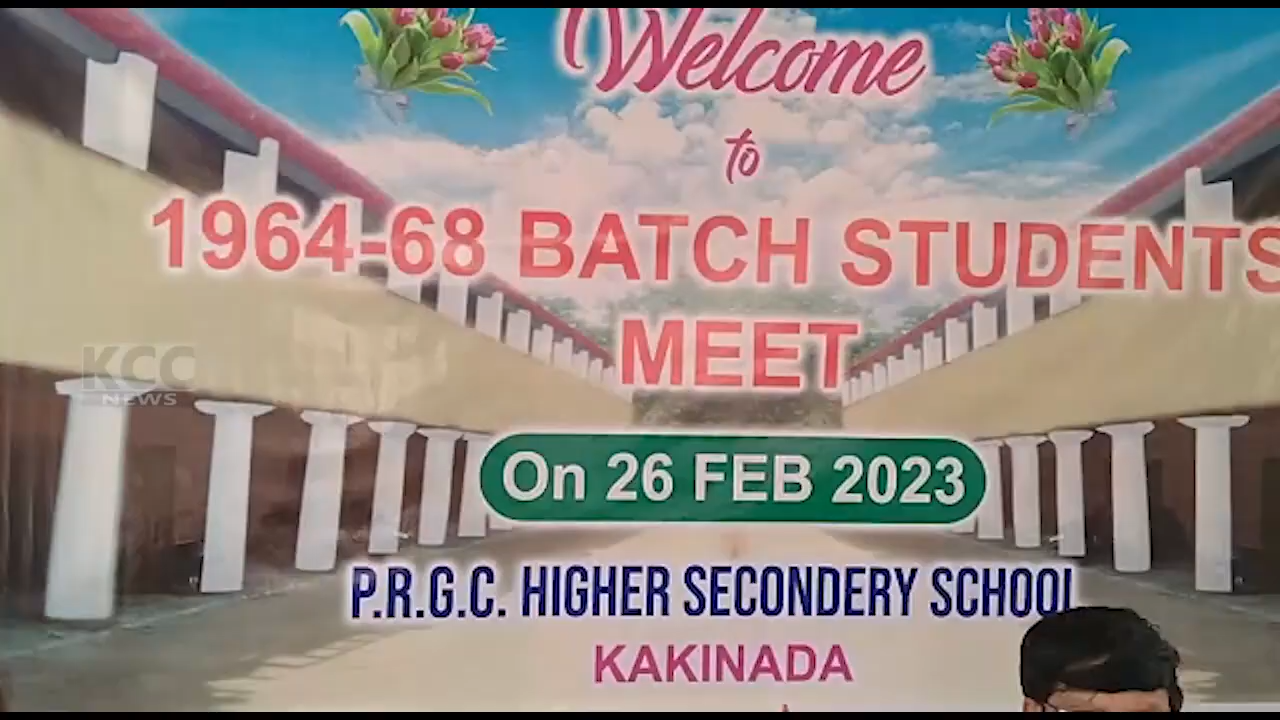 Welcome
to
1964-68 BATCH STUDENTS
MEET
On 26 FEB 2023
P.R.G.C. HIGHER SECONDERY SCHOOL
KAKINADA
KCC
NEWS